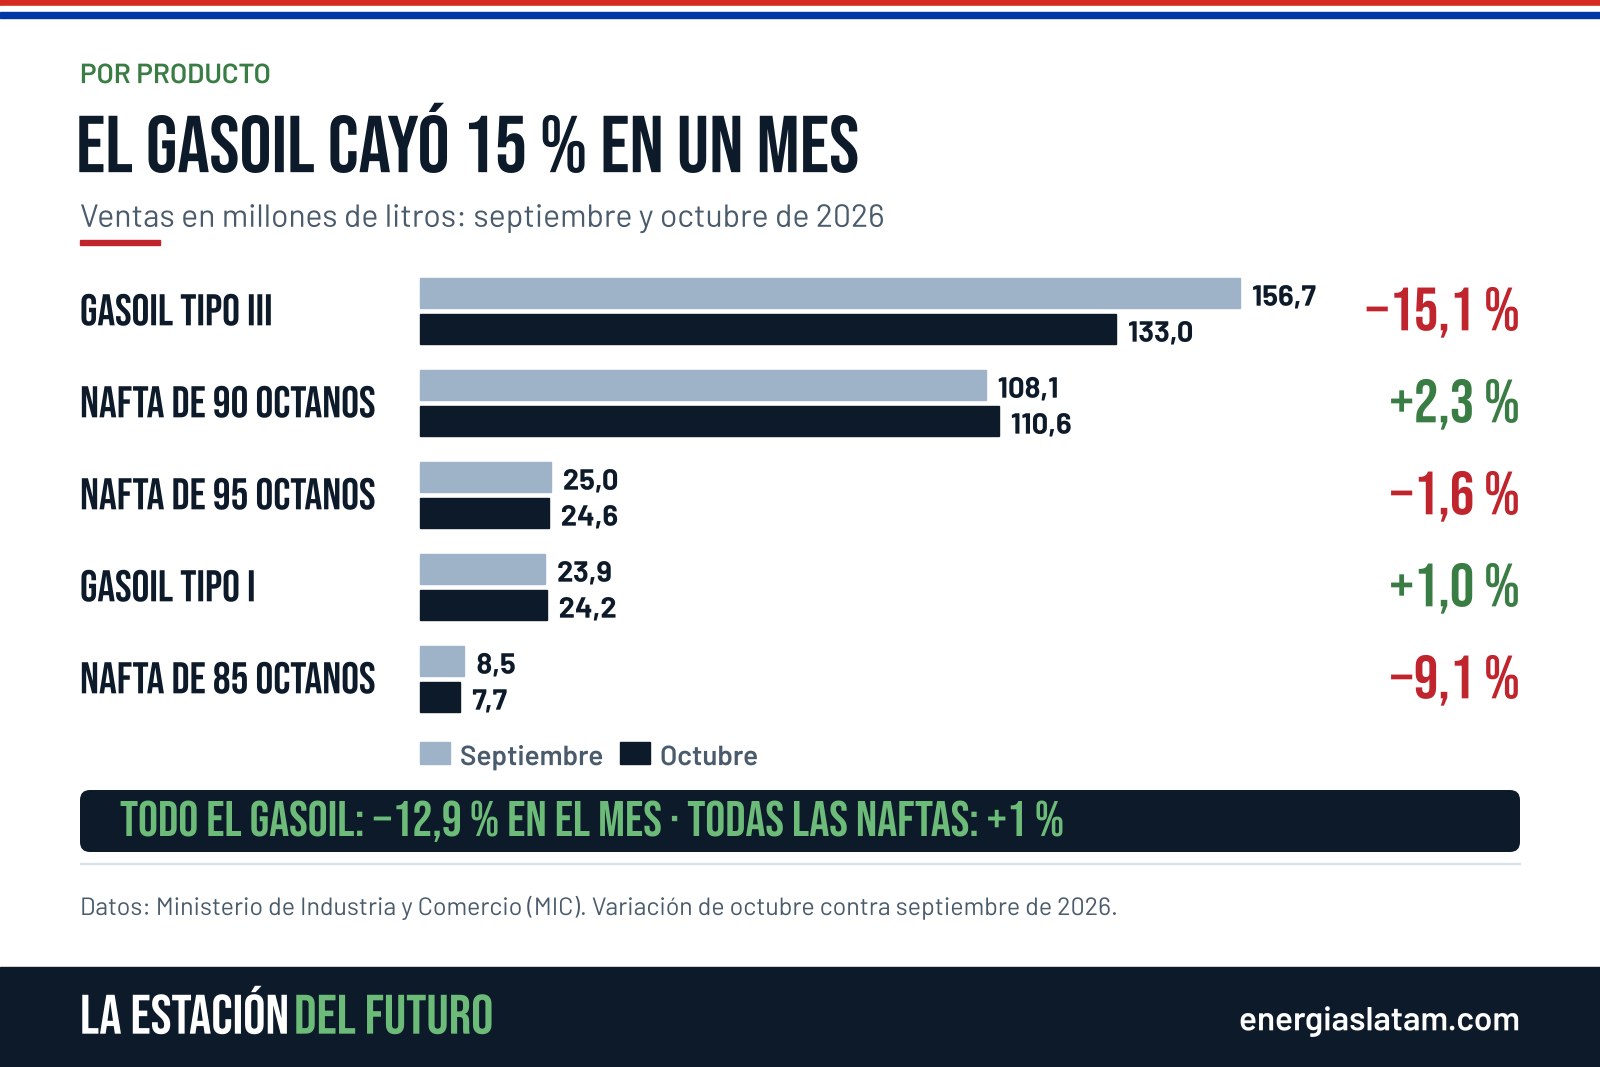 POR PRODUCTO
EL GASOIL CAYÓ 15 % EN UN MES
Ventas en millones de litros: septiembre y octubre de 2026
GASOIL TIPO III
156,7
133,0
−15,1 %
NAFTA DE 90 OCTANOS
108,1
110,6
+2,3 %
NAFTA DE 95 OCTANOS
25,0
24,6
−1,6 %
GASOIL TIPO I
23,9
24,2
+1,0 %
NAFTA DE 85 OCTANOS
8,5
7,7
−9,1 %
Septiembre Octubre
TODO EL GASOIL: −12,9 % EN EL MES · TODAS LAS NAFTAS: +1 %
Datos: Ministerio de Industria y Comercio (MIC). Variación de octubre contra septiembre de 2026.
LA ESTACIÓN DEL FUTURO
energiaslatam.com